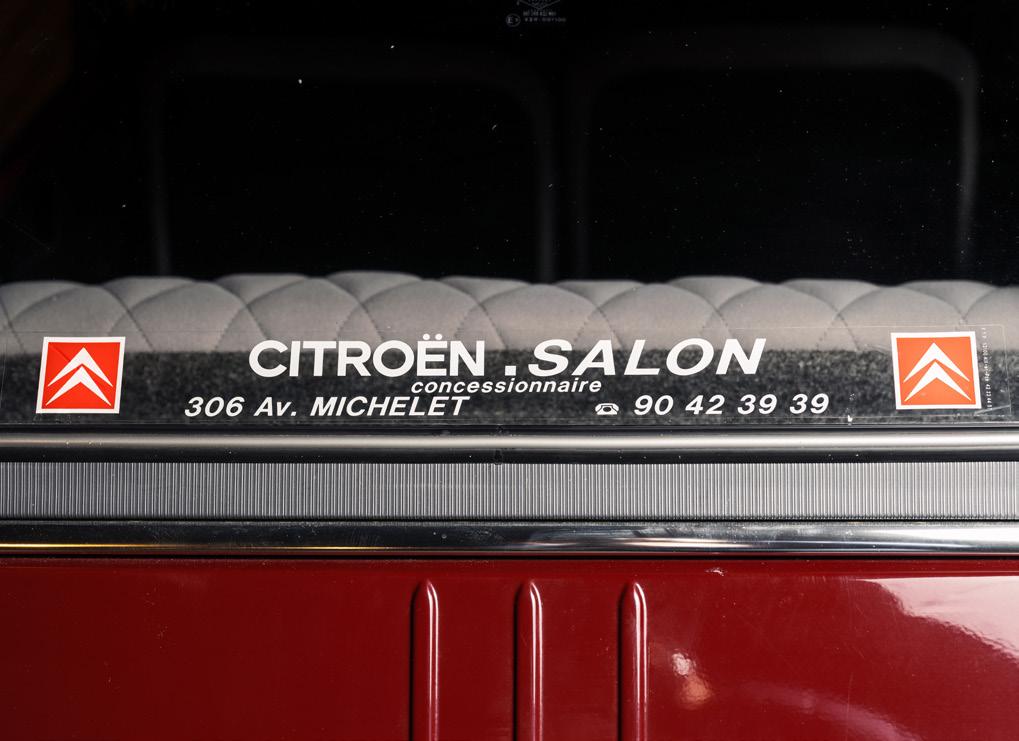 CITROËN . SALON
concessionnaire
306 Av. MICHELET ☎ 90 42 39 39